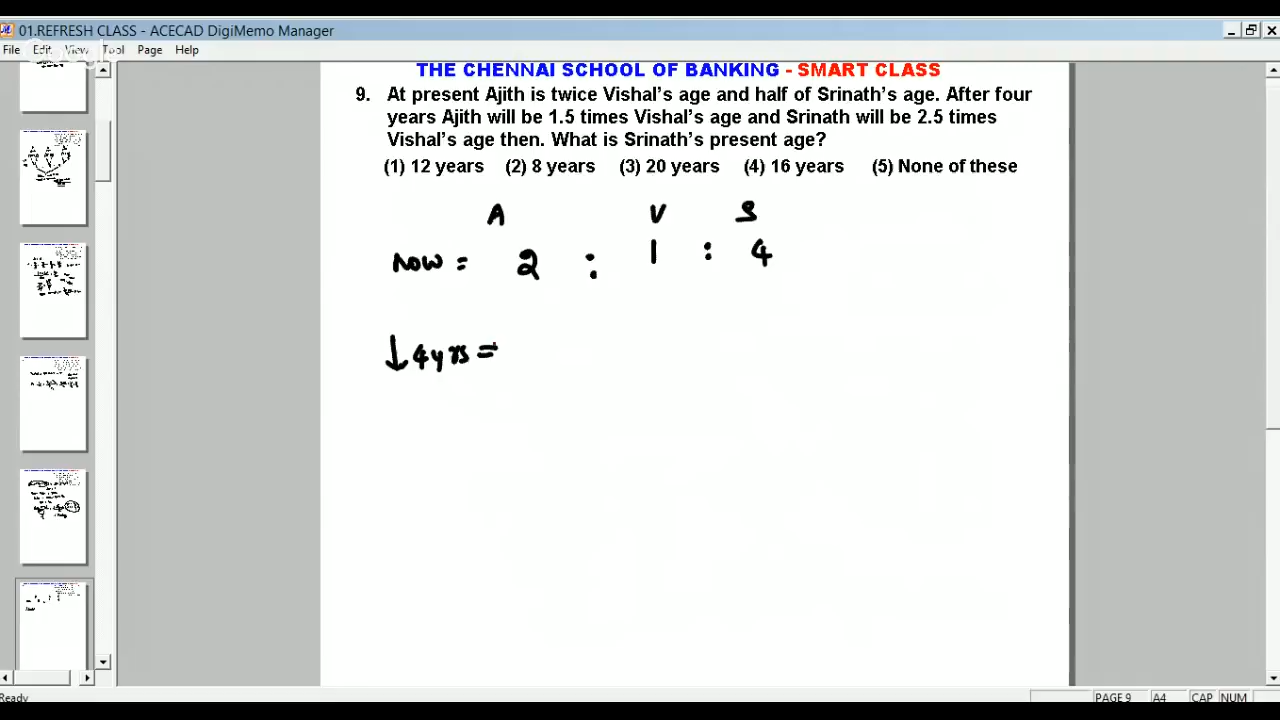 01.REFRESH CLASS - ACECAD DigiMemo Manager
File Edit View Tool Page Help
Google
THE CHENNAI SCHOOL OF BANKING - SMART CLASS
9. At present Ajith is twice Vishal's age and half of Srinath's age. After four
years Ajith will be 1.5 times Vishal's age and Srinath will be 2.5 times
Vishal's age then. What is Srinath's present age?
(1) 12 years (2) 8 years (3) 20 years (4) 16 years (5) None of these
A V S
Now = 2 : 1 : 4
↓ 4 yrs =
Ready PAGE 9 A4 CAP NUM